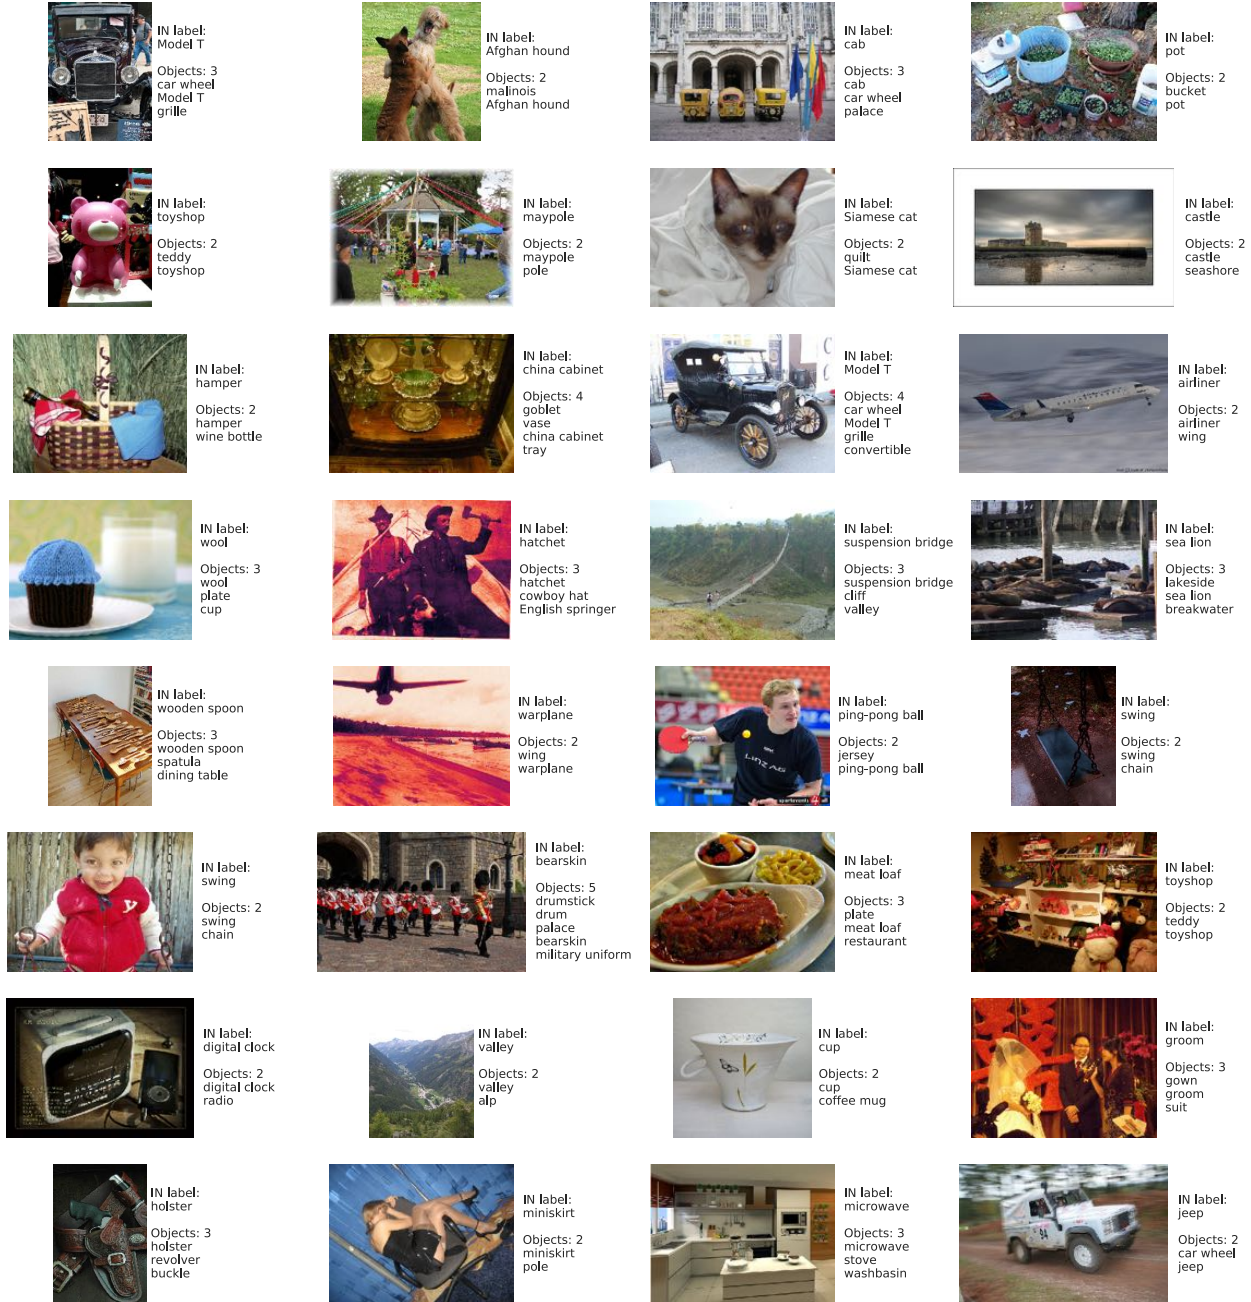 IN label:
Model T
Objects: 3
car wheel
Model T
grille
IN label:
Afghan hound
Objects: 2
malinois
Afghan hound
IN label:
cab
Objects: 3
cab
car wheel
palace
IN label:
pot
Objects: 2
bucket
pot
IN label:
toyshop
Objects: 2
teddy
toyshop
IN label:
maypole
Objects: 2
maypole
pole
IN label:
Siamese cat
Objects: 2
quilt
Siamese cat
IN label:
castle
Objects: 2
castle
seashore
IN label:
hamper
Objects: 2
hamper
wine bottle
IN label:
china cabinet
Objects: 4
goblet
vase
china cabinet
tray
IN label:
Model T
Objects: 4
car wheel
Model T
grille
convertible
IN label:
airliner
Objects: 2
airliner
wing
IN label:
wool
Objects: 3
wool
plate
cup
IN label:
hatchet
Objects: 3
hatchet
cowboy hat
English springer
IN label:
suspension bridge
Objects: 3
suspension bridge
cliff
valley
IN label:
sea lion
Objects: 3
lakeside
sea lion
breakwater
IN label:
wooden spoon
Objects: 3
wooden spoon
spatula
dining table
IN label:
warplane
Objects: 2
wing
warplane
LINZ AG
IN label:
ping-pong ball
Objects: 2
jersey
ping-pong ball
IN label:
swing
Objects: 2
swing
chain
IN label:
swing
Objects: 2
swing
chain
IN label:
bearskin
Objects: 5
drumstick
drum
palace
bearskin
military uniform
IN label:
meat loaf
Objects: 3
plate
meat loaf
restaurant
IN label:
toyshop
Objects: 2
teddy
toyshop
SONY
IN label:
digital clock
Objects: 2
digital clock
radio
IN label:
valley
Objects: 2
valley
alp
IN label:
cup
Objects: 2
cup
coffee mug
IN label:
groom
Objects: 3
gown
groom
suit
IN label:
holster
Objects: 3
holster
revolver
buckle
IN label:
miniskirt
Objects: 2
miniskirt
pole
IN label:
microwave
Objects: 3
microwave
stove
washbasin
94
IN label:
jeep
Objects: 2
car wheel
jeep